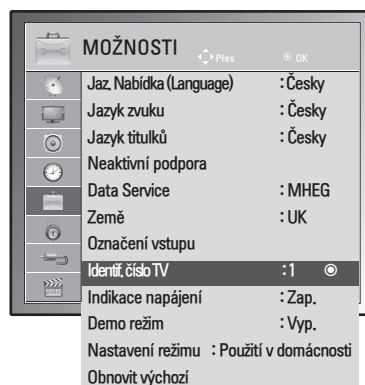 MOŽNOSTI
Přes
OK
Jaz. Nabídka (Language) : Česky
Jazyk zvuku : Česky
Jazyk titulků : Česky
Neaktivní podpora
Data Service : MHEG
Země : UK
Označení vstupu
Identif. číslo TV : 1
Indikace napájení : Zap.
Demo režim : Vyp.
Nastavení režimu : Použití v domácnosti
Obnovit výchozí